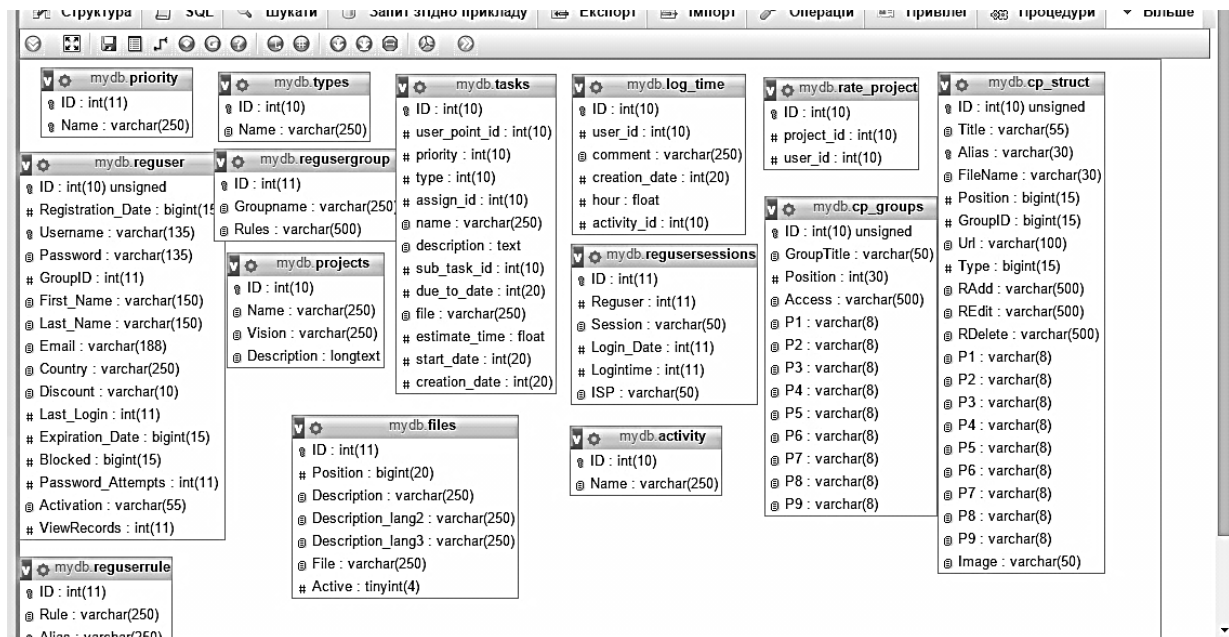 Структура SQL Шукати Запит згідно прикладу Експорт Імпорт Операції Привілеї Процедури Більше
mydb.priority
ID : int(11)
Name : varchar(250)
mydb.types
ID : int(10)
Name : varchar(250)
mydb.tasks
ID : int(10)
# user_point_id : int(10)
# priority : int(10)
# type : int(10)
# assign_id : int(10)
name : varchar(250)
description : text
# sub_task_id : int(10)
# due_to_date : int(20)
file : varchar(250)
# estimate_time : float
# start_date : int(20)
# creation_date : int(20)
mydb.log_time
ID : int(10)
# user_id : int(10)
comment : varchar(250)
# creation_date : int(20)
# hour : float
# activity_id : int(10)
mydb.rate_project
ID : int(10)
# project_id : int(10)
# user_id : int(10)
mydb.cp_struct
ID : int(10) unsigned
Title : varchar(55)
Alias : varchar(30)
FileName : varchar(30)
# Position : bigint(15)
# GroupID : bigint(15)
Url : varchar(100)
# Type : bigint(15)
RAdd : varchar(500)
REdit : varchar(500)
RDelete : varchar(500)
P1 : varchar(8)
P2 : varchar(8)
P3 : varchar(8)
P4 : varchar(8)
P5 : varchar(8)
P6 : varchar(8)
P7 : varchar(8)
P8 : varchar(8)
P9 : varchar(8)
Image : varchar(50)
mydb.reguser
ID : int(10) unsigned
# Registration_Date : bigint(15
Username : varchar(135)
Password : varchar(135)
# GroupID : int(11)
First_Name : varchar(150)
Last_Name : varchar(150)
Email : varchar(188)
Country : varchar(250)
Discount : varchar(10)
# Last_Login : int(11)
# Expiration_Date : bigint(15)
# Blocked : bigint(15)
# Password_Attempts : int(11)
Activation : varchar(55)
# ViewRecords : int(11)
mydb.regusergroup
ID : int(11)
Groupname : varchar(250)
Rules : varchar(500)
mydb.projects
ID : int(10)
Name : varchar(250)
Vision : varchar(250)
Description : longtext
mydb.regusersessions
ID : int(11)
# Reguser : int(11)
Session : varchar(50)
# Login_Date : int(11)
# Logintime : int(11)
ISP : varchar(50)
mydb.cp_groups
ID : int(10) unsigned
GroupTitle : varchar(50)
# Position : int(30)
Access : varchar(500)
P1 : varchar(8)
P2 : varchar(8)
P3 : varchar(8)
P4 : varchar(8)
P5 : varchar(8)
P6 : varchar(8)
P7 : varchar(8)
P8 : varchar(8)
P9 : varchar(8)
mydb.files
ID : int(11)
# Position : bigint(20)
Description : varchar(250)
Description_lang2 : varchar(250)
Description_lang3 : varchar(250)
File : varchar(250)
# Active : tinyint(4)
mydb.activity
ID : int(10)
Name : varchar(250)
mydb.reguserrule
ID : int(11)
Rule : varchar(250)
Alias : varchar(250)